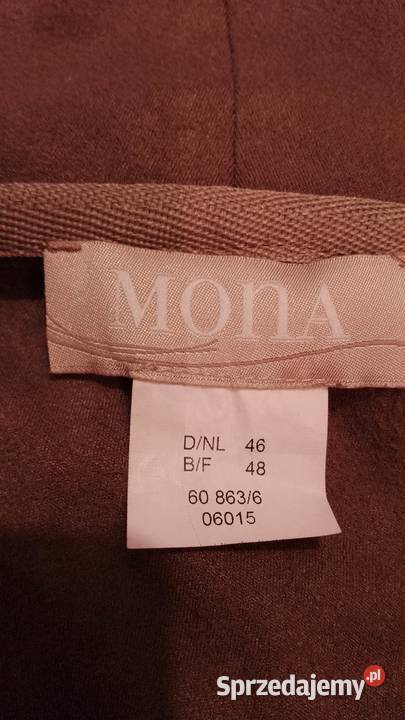 MonA
D/NL 46
B/F 48
60 863/6
06015
Sprzedajemy.pl